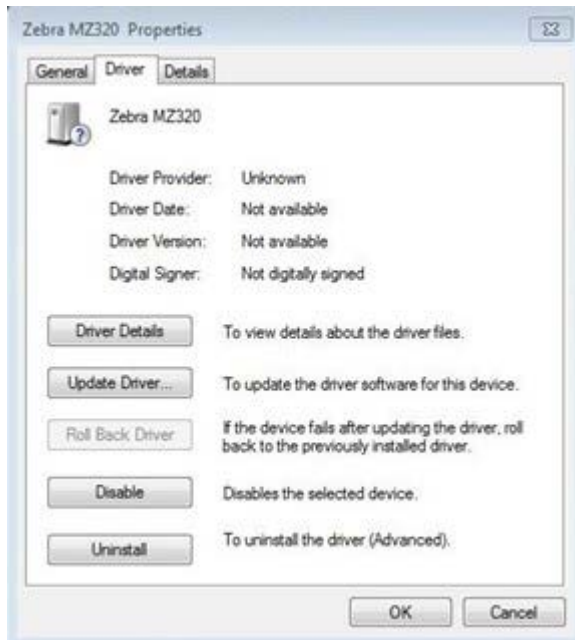 Zebra MZ320 Properties
General Driver Details
Zebra MZ320
Driver Provider: Unknown
Driver Date: Not available
Driver Version: Not available
Digital Signer: Not digitally signed
Driver Details To view details about the driver files.
Update Driver... To update the driver software for this device.
Roll Back Driver If the device fails after updating the driver, roll
back to the previously installed driver.
Disable Disables the selected device.
Uninstall To uninstall the driver (Advanced).
OK Cancel